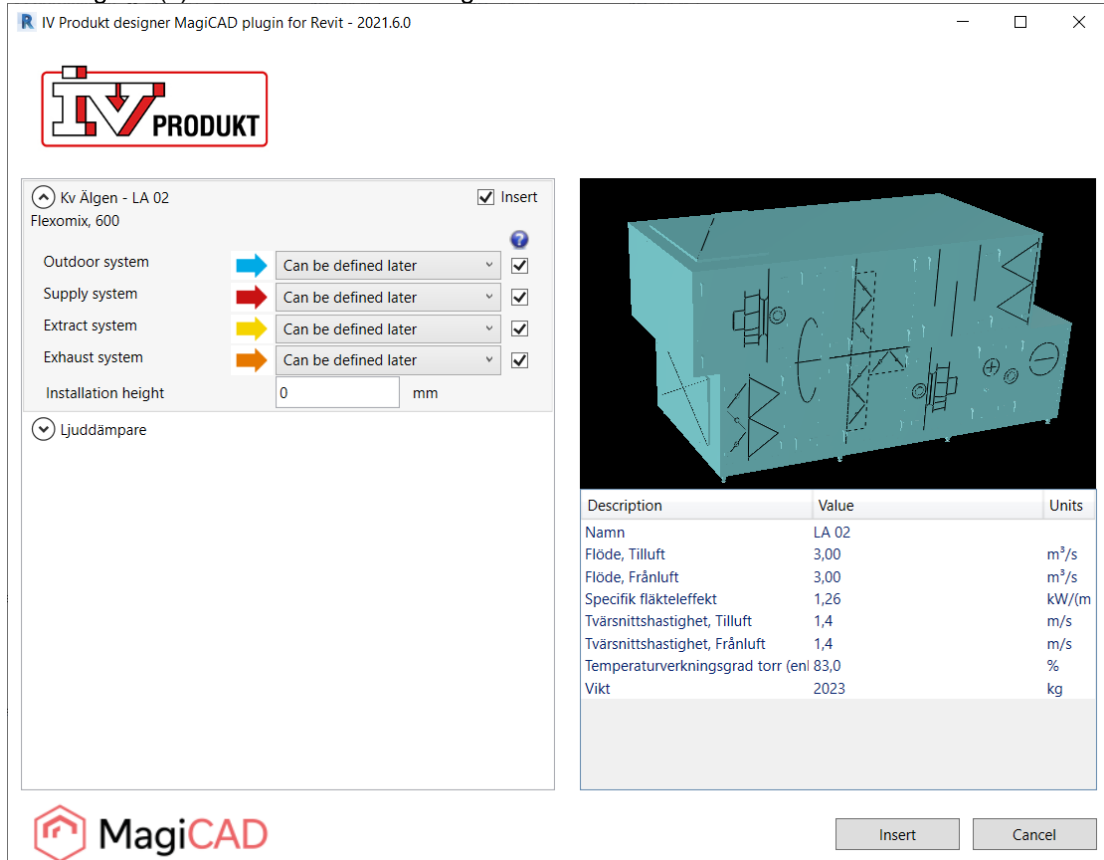 IV Produkt designer MagiCAD plugin for Revit - 2021.6.0
IV PRODUKT
Kv Älgen - LA 02
Insert
Flexomix, 600
Outdoor system Can be defined later
Supply system Can be defined later
Extract system Can be defined later
Exhaust system Can be defined later
Installation height 0 mm
Ljuddämpare
Description Value Units
Namn LA 02
Flöde, Tilluft 3,00 m³/s
Flöde, Frånluft 3,00 m³/s
Specifik fläkteleffekt 1,26 kW/(m
Tvärsnittshastighet, Tilluft 1,4 m/s
Tvärsnittshastighet, Frånluft 1,4 m/s
Temperaturverkningsgrad torr (enl 83,0 %
Vikt 2023 kg
MagiCAD
Insert Cancel